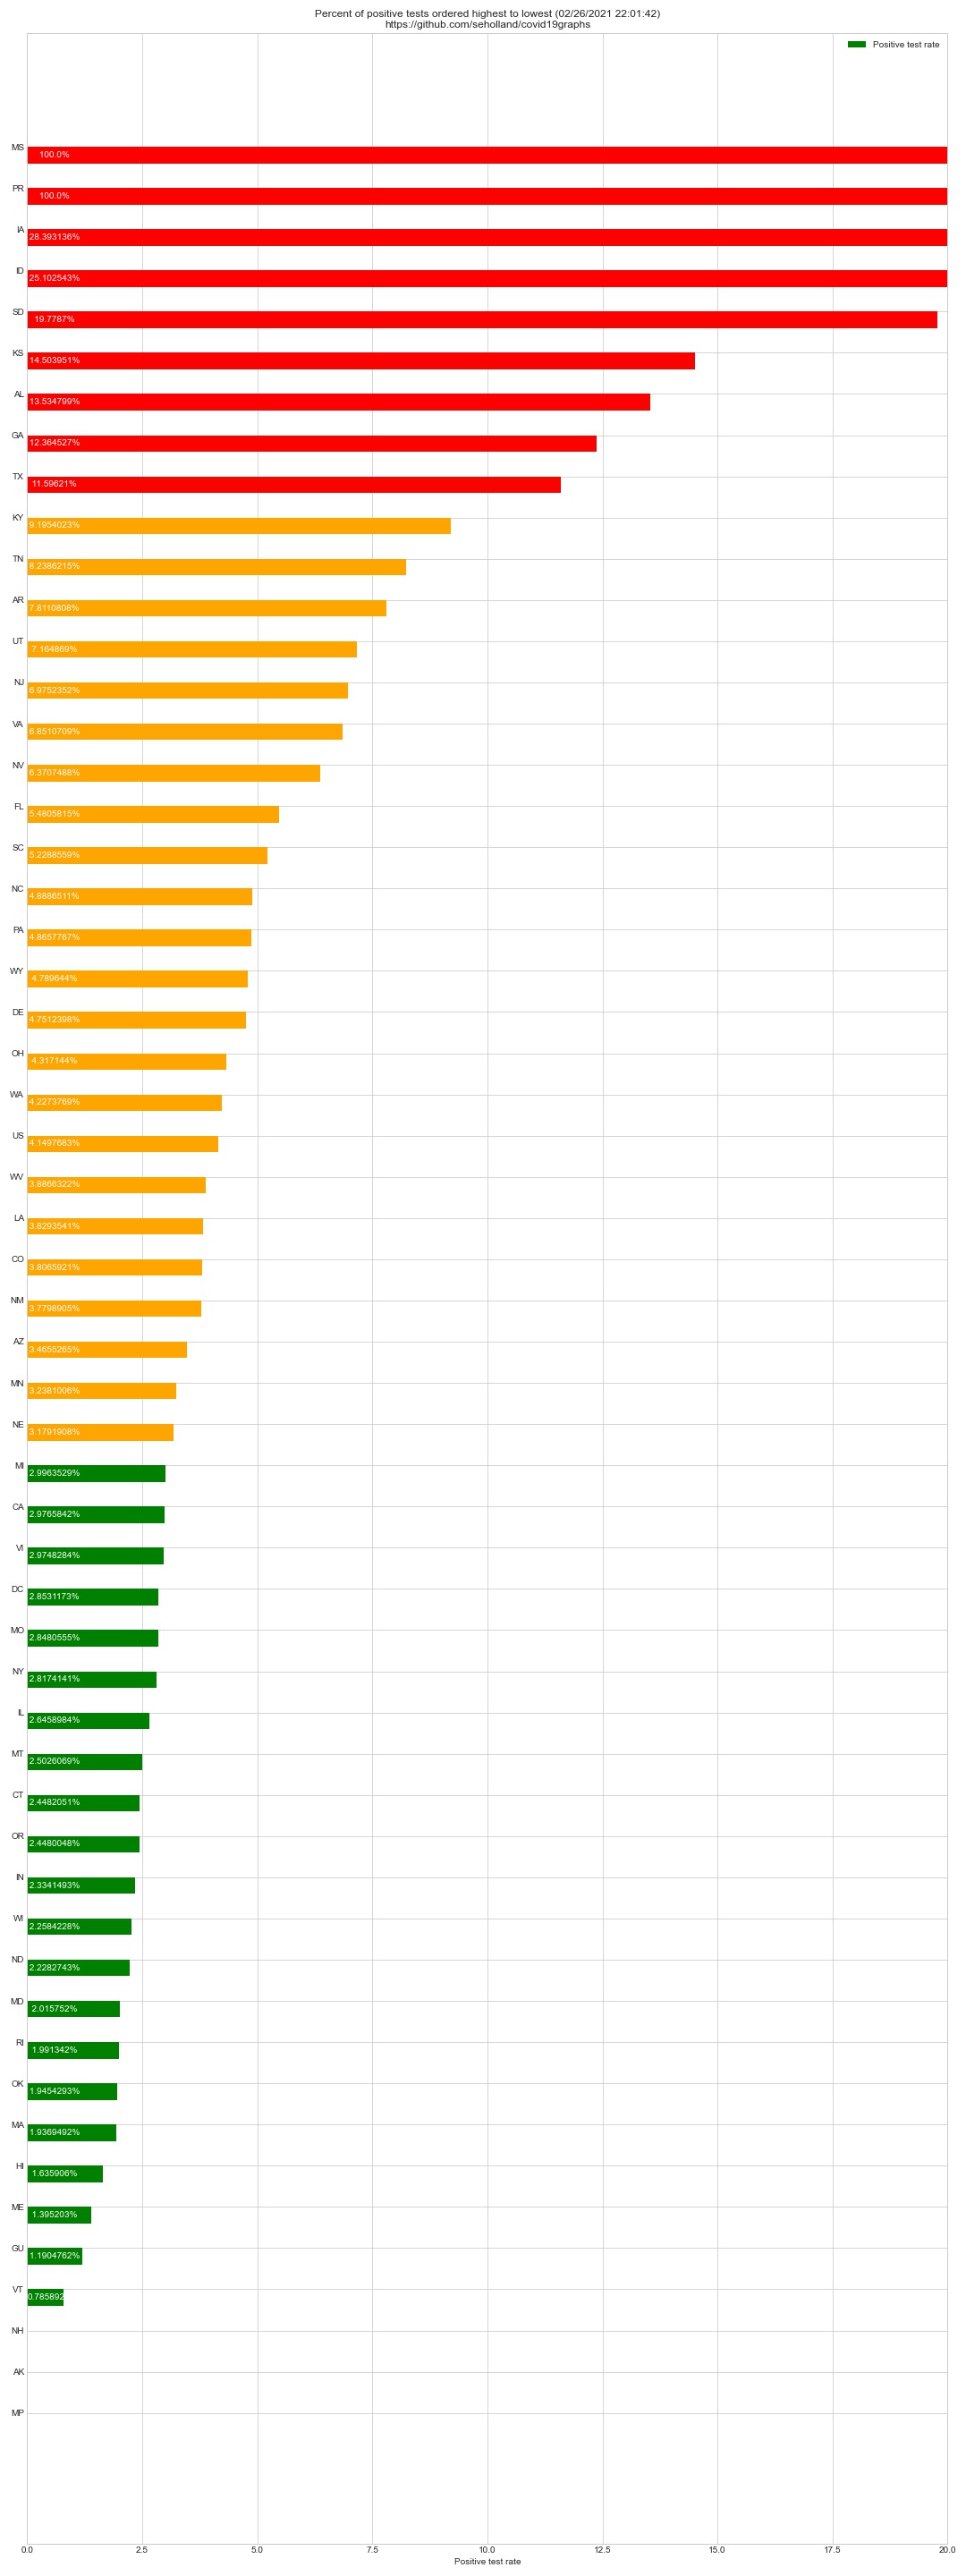 Percent of positive tests ordered highest to lowest (02/26/2021 22:01:42)
https://github.com/seholland/covid19graphs
Positive test rate
MS 100.0%
PR 100.0%
IA 28.393136%
ID 25.102543%
SD 19.7787%
KS 14.503951%
AL 13.534799%
GA 12.364527%
TX 11.59621%
KY 9.1954023%
TN 8.2386215%
AR 7.8110808%
UT 7.164869%
NJ 6.9752352%
VA 6.8510709%
NV 6.3707488%
FL 5.4805815%
SC 5.2288559%
NC 4.8886511%
PA 4.8657767%
WY 4.789644%
DE 4.7512398%
OH 4.317144%
WA 4.2273769%
US 4.1497683%
WV 3.8866322%
LA 3.8293541%
CO 3.8065921%
NM 3.7798905%
AZ 3.4655265%
MN 3.2381006%
NE 3.1791908%
MI 2.9963529%
CA 2.9765842%
VI 2.9748284%
DC 2.8531173%
MO 2.8480555%
NY 2.8174141%
IL 2.6458984%
MT 2.5026069%
CT 2.4482051%
OR 2.4480048%
IN 2.3341493%
WI 2.2584228%
ND 2.2282743%
MD 2.015752%
RI 1.991342%
OK 1.9454293%
MA 1.9369492%
HI 1.635906%
ME 1.395203%
GU 1.1904762%
VT 0.785892
NH
AK
MP
0.0 2.5 5.0 7.5 10.0 12.5 15.0 17.5 20.0
Positive test rate